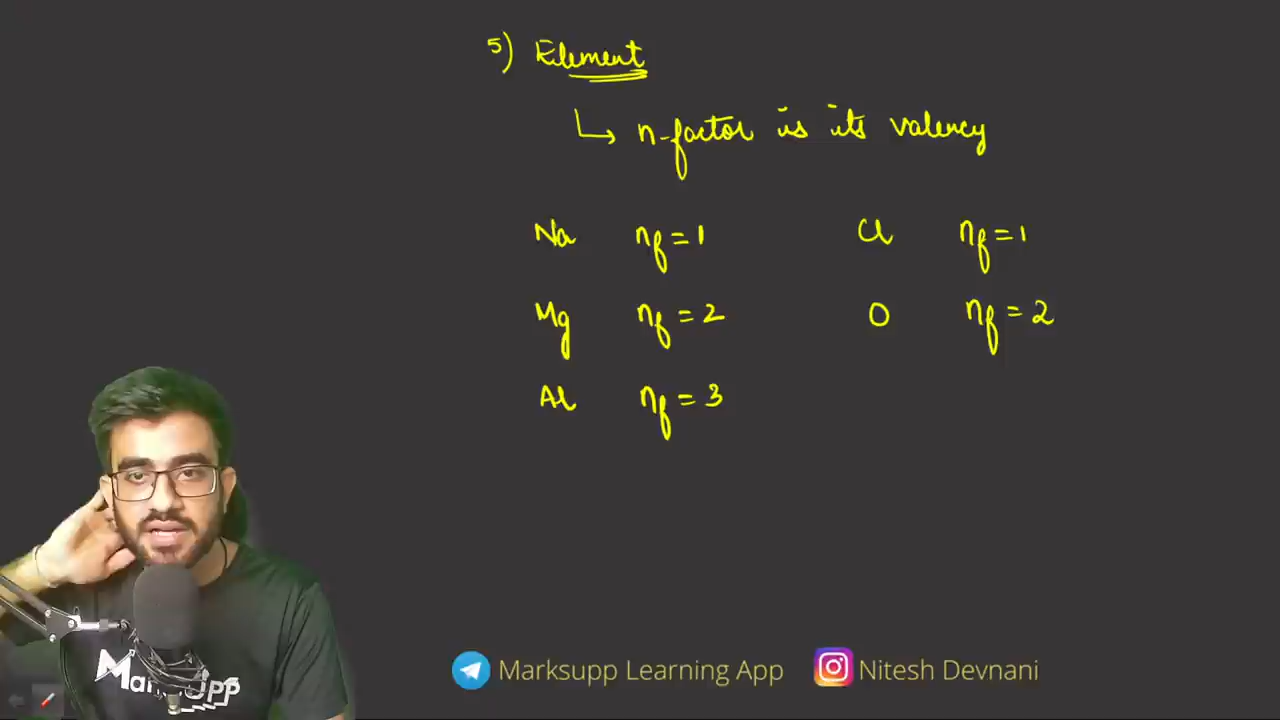 5) Element
↳ n-factor is its valency
Na nf = 1 Cl nf = 1
Mg nf = 2 O nf = 2
Al nf = 3
Marksupp
Marksupp Learning App Nitesh Devnani